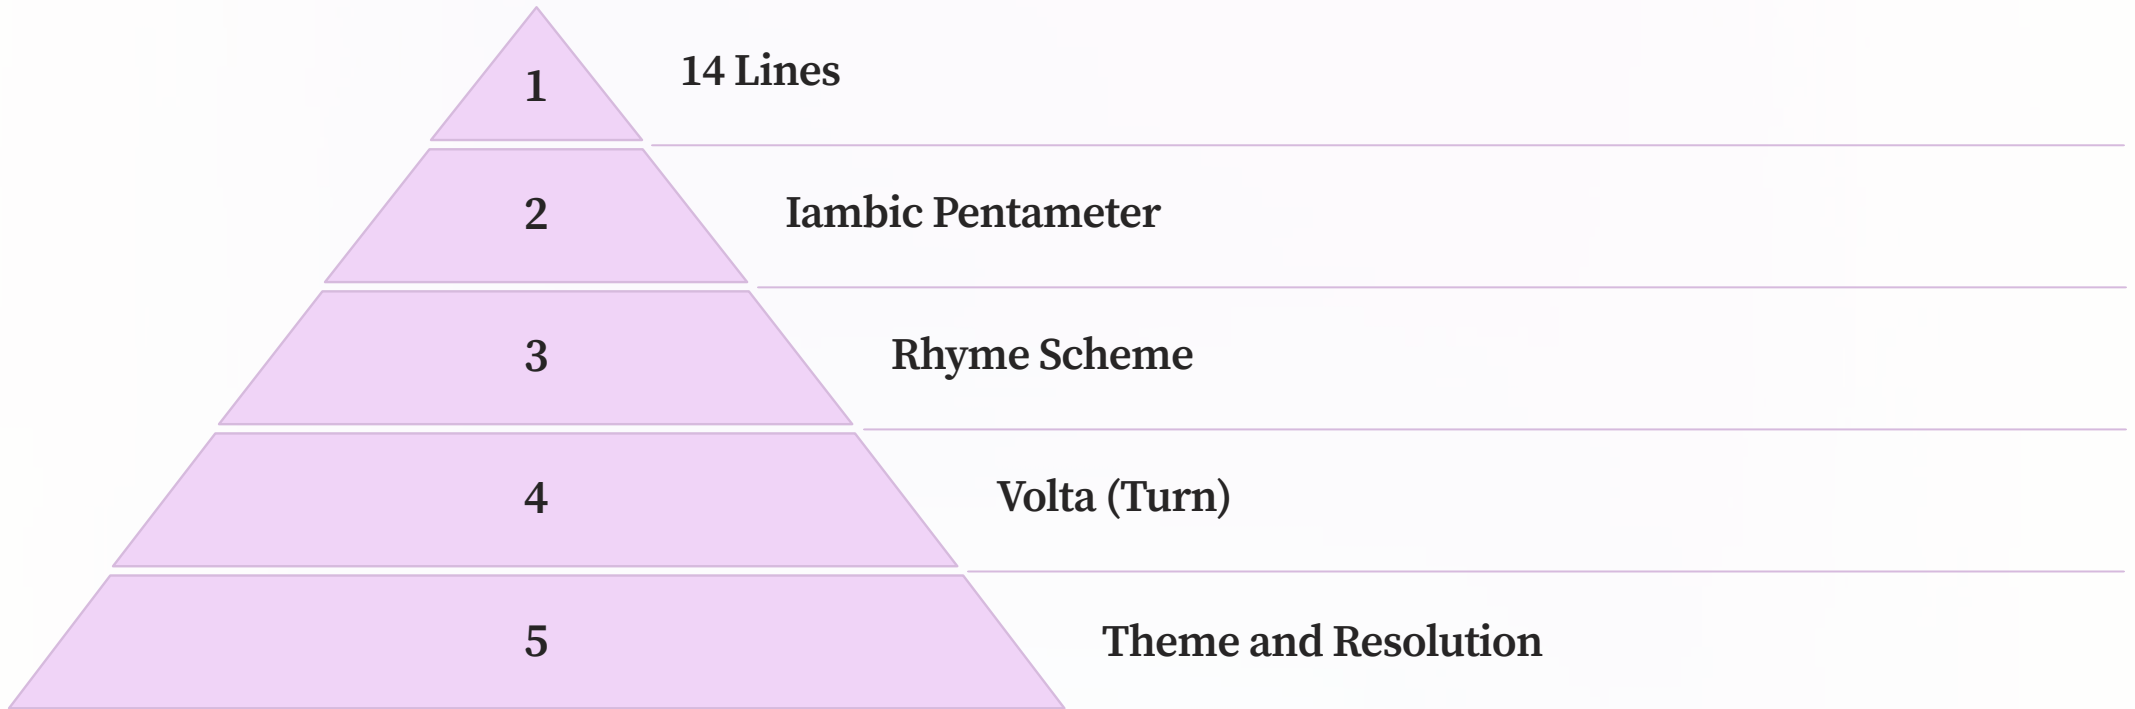 1
14 Lines
2
Iambic Pentameter
3
Rhyme Scheme
4
Volta (Turn)
5
Theme and Resolution